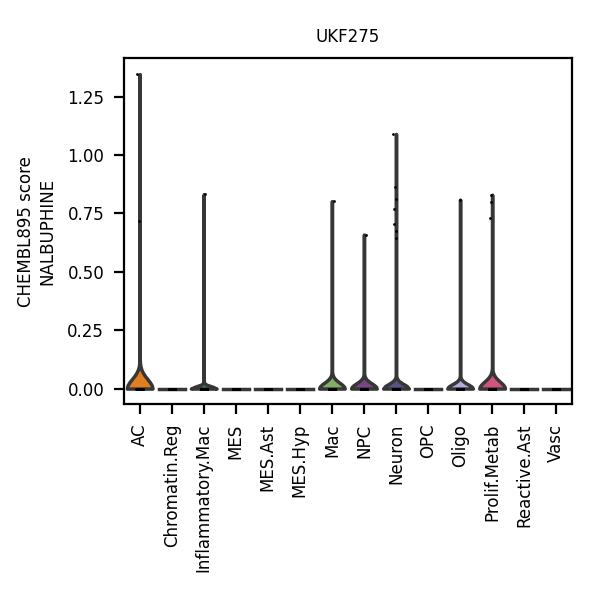 UKF275
CHEMBL895 score
NALBUPHINE
1.25
1.00
0.75
0.50
0.25
0.00
AC
Chromatin.Reg
Inflammatory.Mac
MES
MES.Ast
MES.Hyp
Mac
NPC
Neuron
OPC
Oligo
Prolif.Metab
Reactive.Ast
Vasc